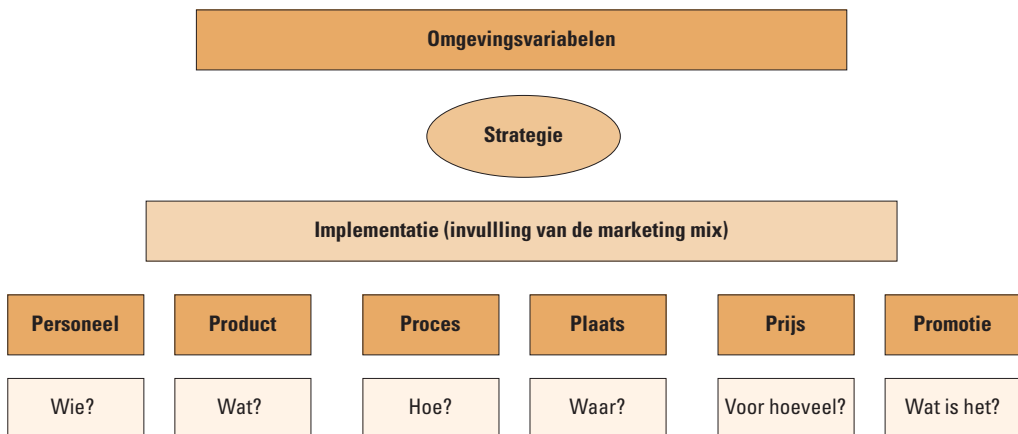 Omgevingsvariabelen
Strategie
Implementatie (invullling van de marketing mix)
Personeel Product Proces Plaats Prijs Promotie
Wie? Wat? Hoe? Waar? Voor hoeveel? Wat is het?